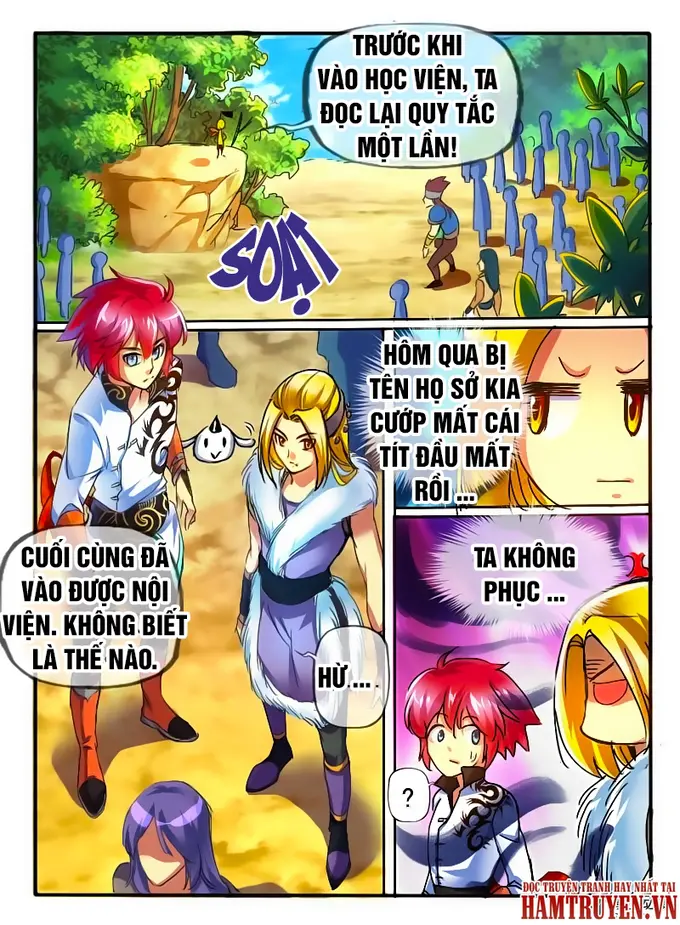 TRƯỚC KHI
VÀO HỌC VIỆN, TA
ĐỌC LẠI QUY TẮC
MỘT LẦN!
SOẠT
HÔM QUA BỊ
TÊN HỌ SỞ KIA
CƯỚP MẤT CÁI
TÍT ĐẦU MẤT
RỒI ...
CUỐI CÙNG ĐÃ
VÀO ĐƯỢC NỘI
VIỆN. KHÔNG BIẾT
LÀ THẾ NÀO.
HỪ ...
TA KHÔNG
PHỤC ...
?
ĐỌC TRUYỆN TRANH HAY NHẤT TẠI
HAMTRUYEN.VN